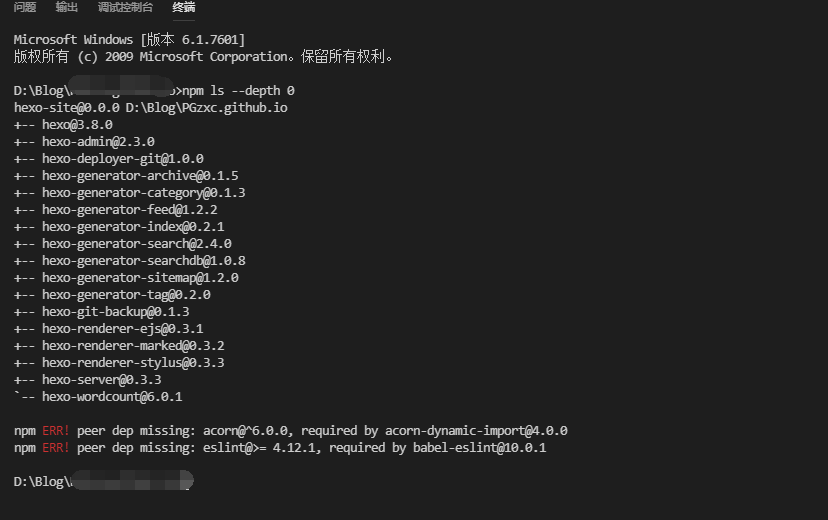 问题 输出 调试控制台 终端
Microsoft Windows [版本 6.1.7601]
版权所有 (c) 2009 Microsoft Corporation。保留所有权利。
D:\Blog\ >npm ls --depth 0
hexo-site@0.0.0 D:\Blog\PGzxc.github.io
+-- hexo@3.8.0
+-- hexo-admin@2.3.0
+-- hexo-deployer-git@1.0.0
+-- hexo-generator-archive@0.1.5
+-- hexo-generator-category@0.1.3
+-- hexo-generator-feed@1.2.2
+-- hexo-generator-index@0.2.1
+-- hexo-generator-search@2.4.0
+-- hexo-generator-searchdb@1.0.8
+-- hexo-generator-sitemap@1.2.0
+-- hexo-generator-tag@0.2.0
+-- hexo-git-backup@0.1.3
+-- hexo-renderer-ejs@0.3.1
+-- hexo-renderer-marked@0.3.2
+-- hexo-renderer-stylus@0.3.3
+-- hexo-server@0.3.3
`-- hexo-wordcount@6.0.1
npm ERR! peer dep missing: acorn@^6.0.0, required by acorn-dynamic-import@4.0.0
npm ERR! peer dep missing: eslint@>= 4.12.1, required by babel-eslint@10.0.1
D:\Blog\